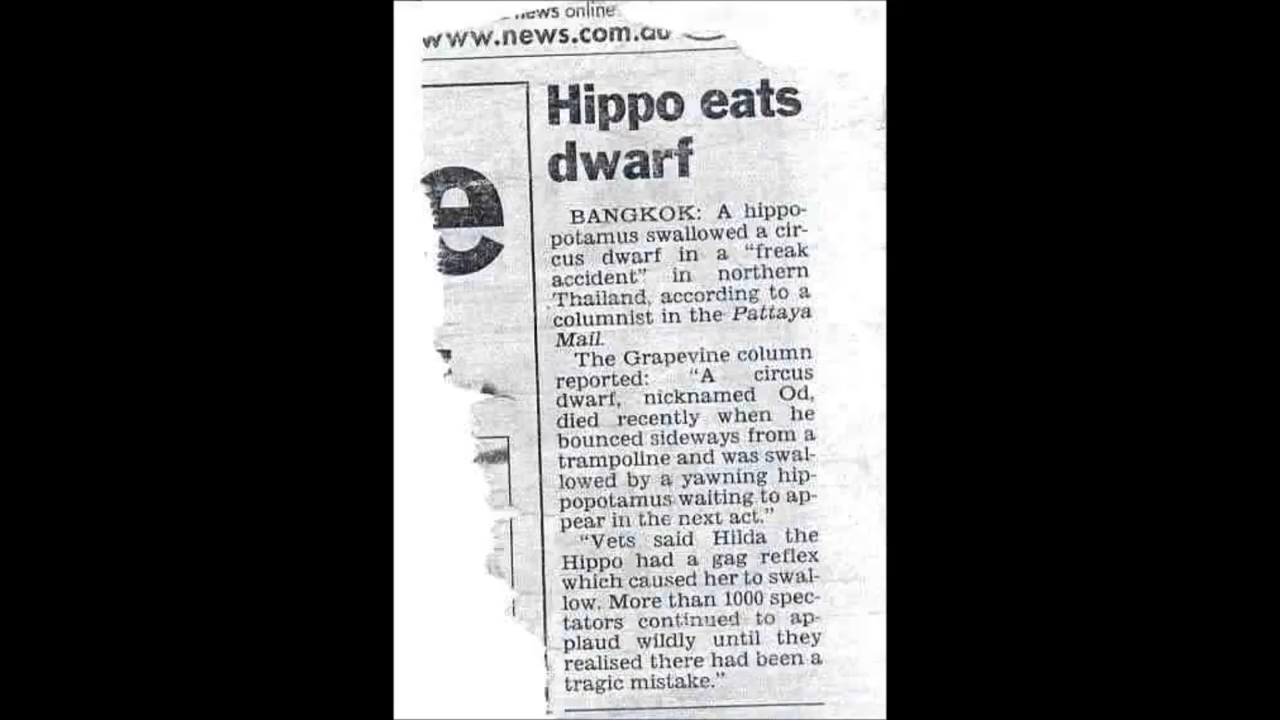 news online
www.news.com.au
e
Hippo eats
dwarf
BANGKOK: A hippo-
potamus swallowed a cir-
cus dwarf in a “freak
accident” in northern
Thailand, according to a
columnist in the Pattaya
Mail.
The Grapevine column
reported: “A circus
dwarf, nicknamed Od,
died recently when he
bounced sideways from a
trampoline and was swal-
lowed by a yawning hip-
popotamus waiting to ap-
pear in the next act.”
“Vets said Hilda the
Hippo had a gag reflex
which caused her to swal-
low. More than 1000 spec-
tators continued to ap-
plaud wildly until they
realised there had been a
tragic mistake.”